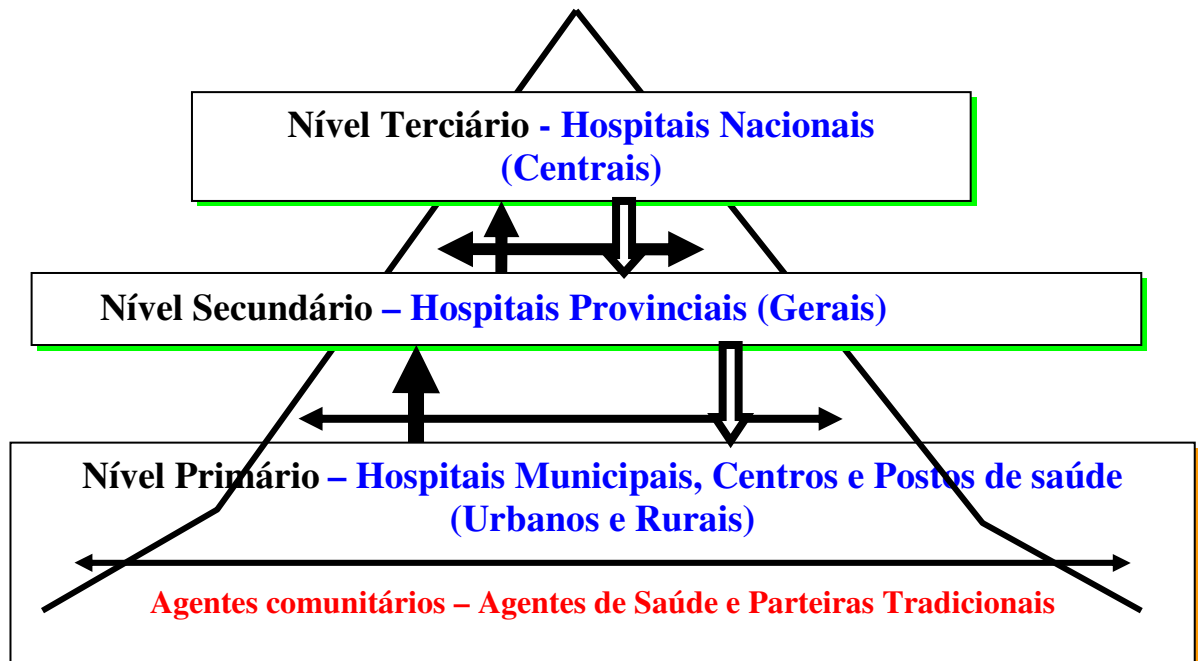 Nível Terciário - Hospitais Nacionais
(Centrais)
Nível Secundário – Hospitais Provinciais (Gerais)
Nível Primário – Hospitais Municipais, Centros e Postos de saúde
(Urbanos e Rurais)
Agentes comunitários – Agentes de Saúde e Parteiras Tradicionais